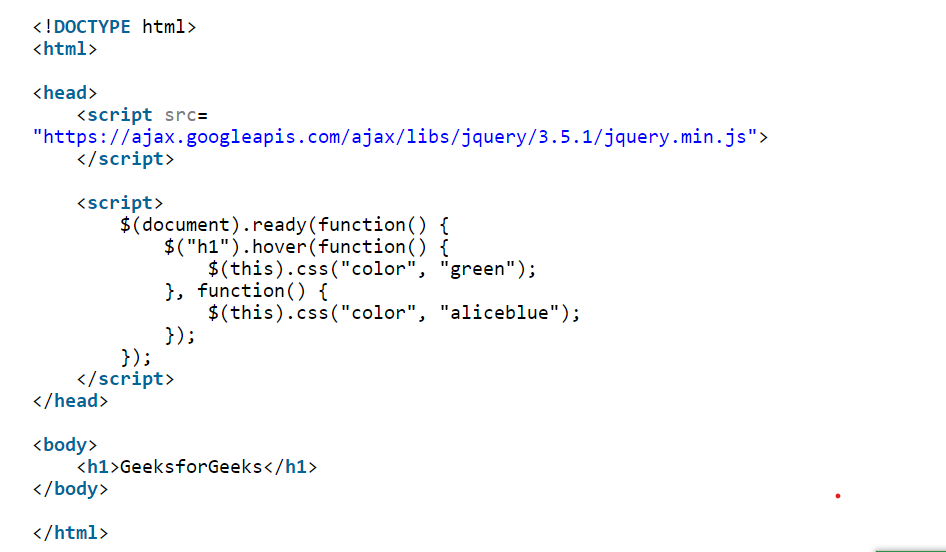 <!DOCTYPE html>
<html>
<head>
<script src=
"https://ajax.googleapis.com/ajax/libs/jquery/3.5.1/jquery.min.js">
</script>
<script>
$(document).ready(function() {
$("h1").hover(function() {
$(this).css("color", "green");
}, function() {
$(this).css("color", "aliceblue");
});
});
</script>
</head>
<body>
<h1>GeeksforGeeks</h1>
</body>
</html>